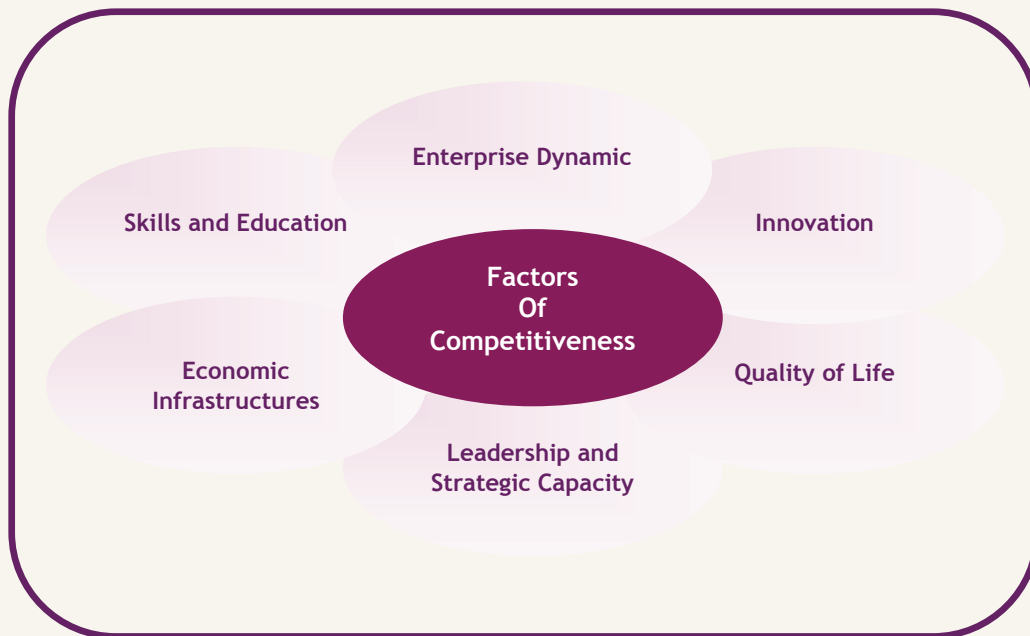 Enterprise Dynamic
Skills and Education
Innovation
Factors
Of
Competitiveness
Economic
Infrastructures
Quality of Life
Leadership and
Strategic Capacity